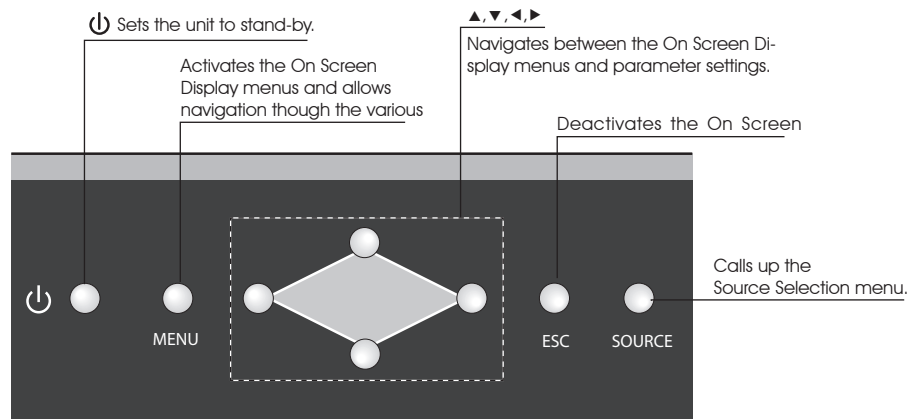 ⏻ Sets the unit to stand-by.
Activates the On Screen
Display menus and allows
navigation though the various
▲,▼,◀,▶
Navigates between the On Screen Di-
splay menus and parameter settings.
Deactivates the On Screen
Calls up the
Source Selection menu.
⏻
MENU
ESC
SOURCE